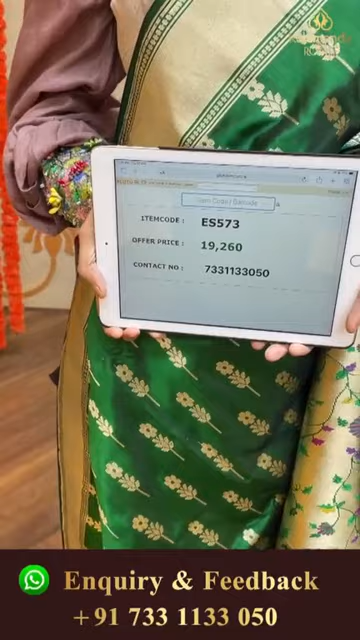 ITEMCODE : ES573
OFFER PRICE : 19,260
CONTACT NO : 7331133050
Enquiry & Feedback
+91 733 1133 050